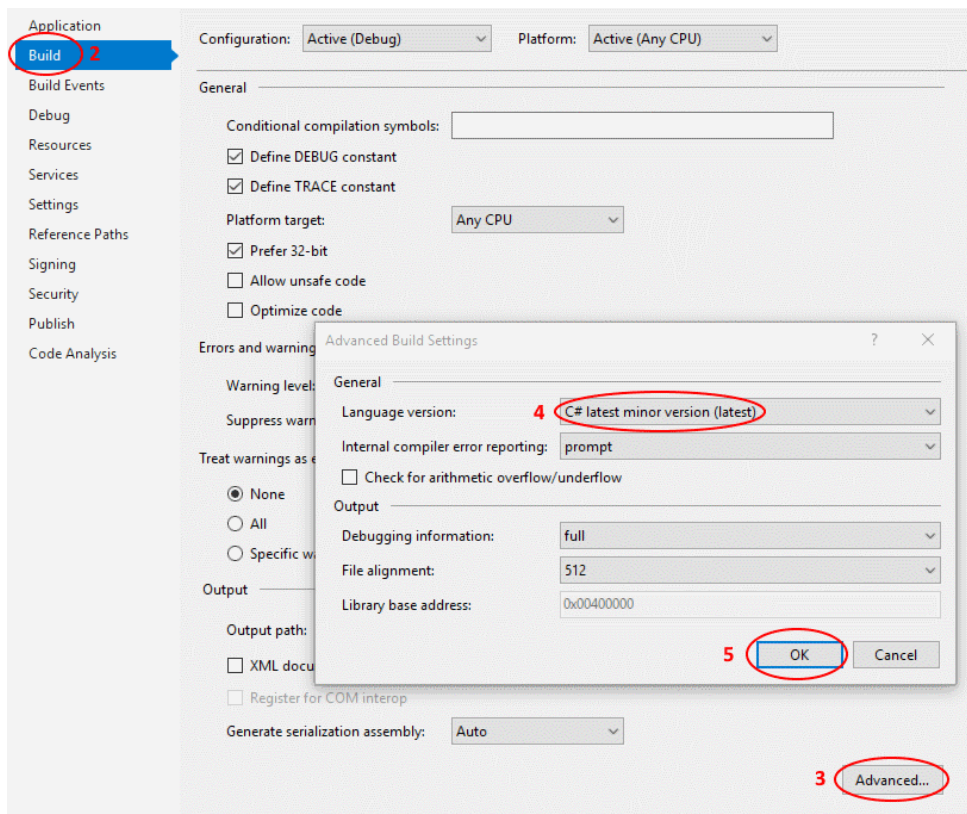 Application
Build 2
Build Events
Debug
Resources
Services
Settings
Reference Paths
Signing
Security
Publish
Code Analysis
Configuration: Active (Debug) Platform: Active (Any CPU)
General
Conditional compilation symbols:
Define DEBUG constant
Define TRACE constant
Platform target: Any CPU
Prefer 32-bit
Allow unsafe code
Optimize code
Errors and warning
Warning level:
Suppress warn
Treat warnings as e
None
All
Specific wa
Output
Output path:
XML docu
Register for COM interop
Generate serialization assembly: Auto
3 Advanced...
Advanced Build Settings ?
General
Language version: 4 C# latest minor version (latest)
Internal compiler error reporting: prompt
Check for arithmetic overflow/underflow
Output
Debugging information: full
File alignment: 512
Library base address: 0x00400000
5 OK Cancel